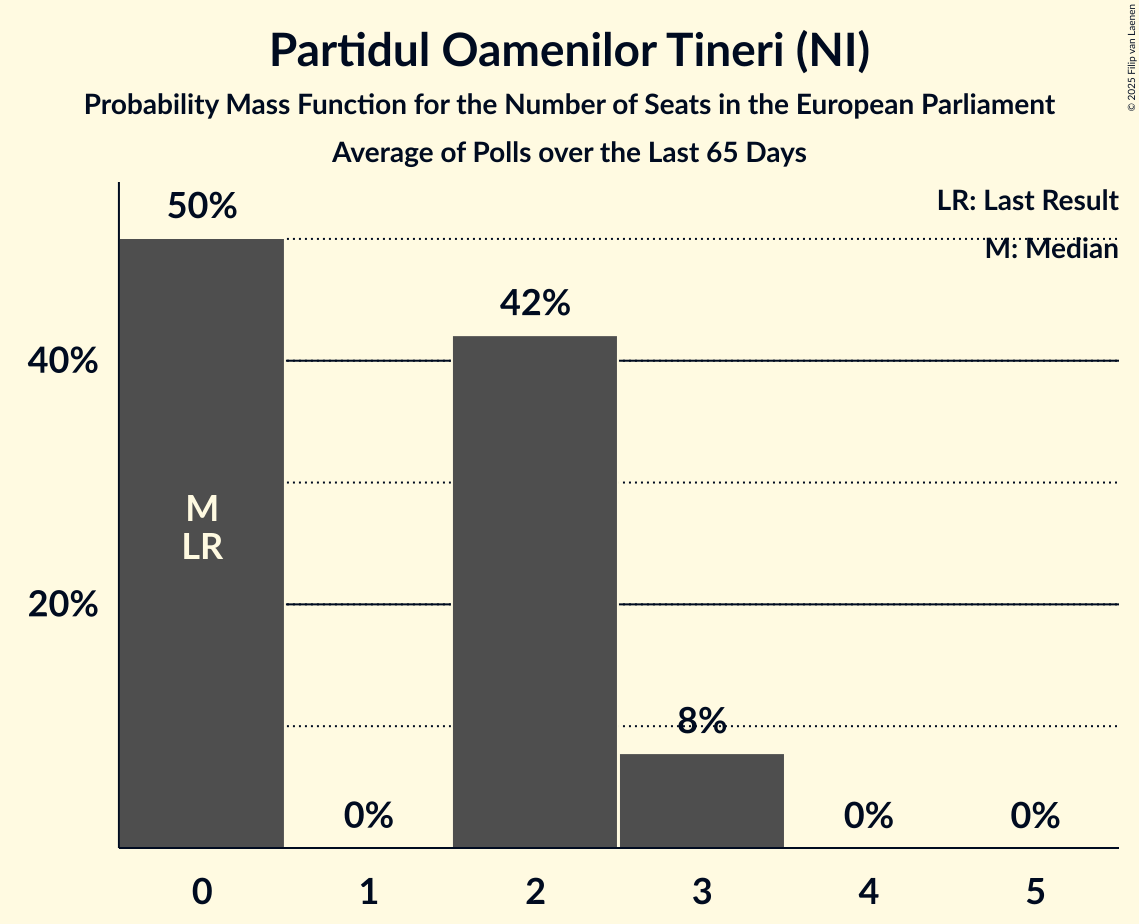 Partidul Oamenilor Tineri (NI)
Probability Mass Function for the Number of Seats in the European Parliament
Average of Polls over the Last 65 Days
© 2025 Filip van Laenen
LR: Last Result
M: Median
50%
42%
40%
M
LR
20%
8%
0%
0%
0%
0
1
2
3
4
5